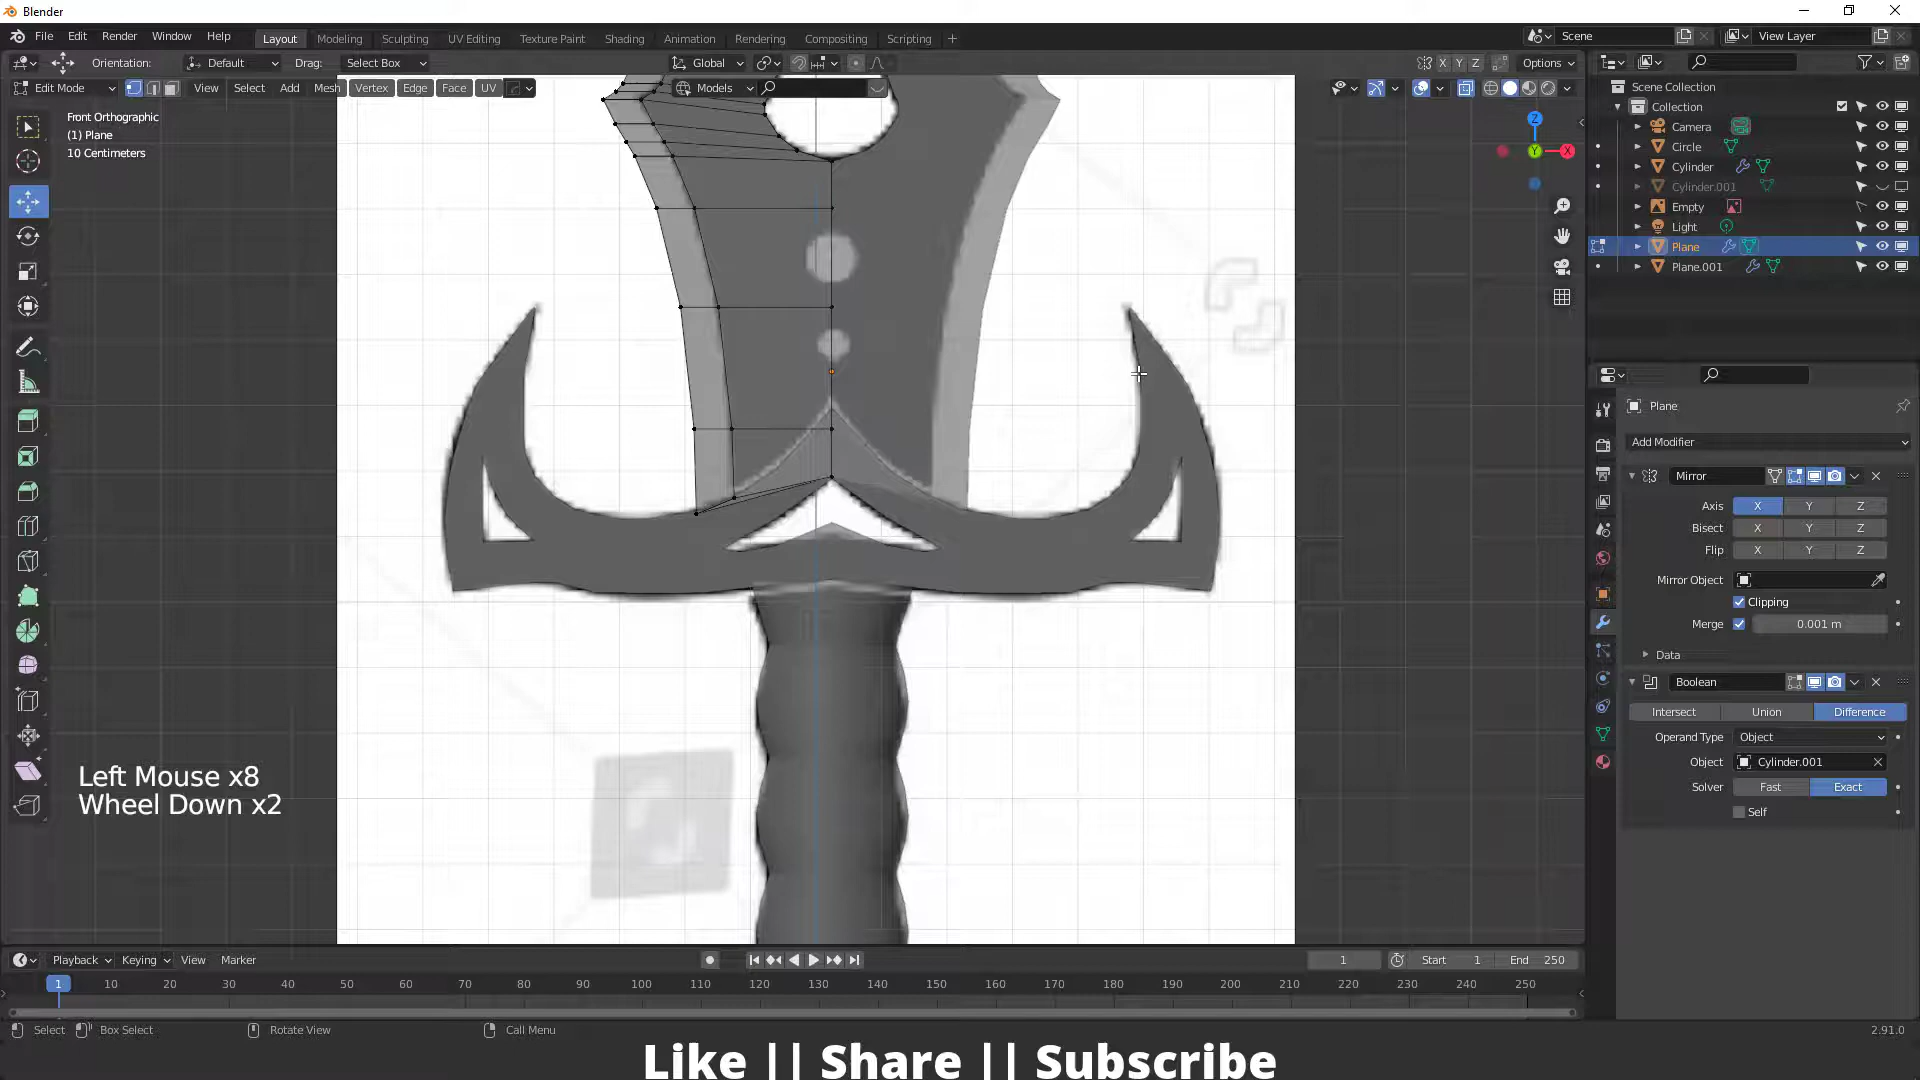 Blender
File Edit Render Window Help
Layout Modeling Sculpting UV Editing Texture Paint Shading Animation Rendering Compositing Scripting +
Scene
View Layer
Orientation: Default Drag: Select Box
Global
X Y Z Options
Edit Mode View Select Add Mesh Vertex Edge Face UV
Models
Front Orthographic
(1) Plane
10 Centimeters
Z
Y
X
Scene Collection
Collection
Camera
Circle
Cylinder
Cylinder.001
Empty
Light
Plane
Plane.001
Plane
Add Modifier
Mirror
Axis X Y Z
Bisect X Y Z
Flip X Y Z
Mirror Object
Clipping
Merge 0.001 m
Data
Boolean
Intersect Union Difference
Operand Type Object
Object Cylinder.001
Solver Fast Exact
Self
Left Mouse x8
Wheel Down x2
Playback Keying View Marker
1 Start 1 End 250
1 10 20 30 40 50 60 70 80 90 100 110 120 130 140 150 160 170 180 190 200 210 220 230 240 250
Select Box Select Rotate View Call Menu 2.91.0
Like || Share || Subscribe